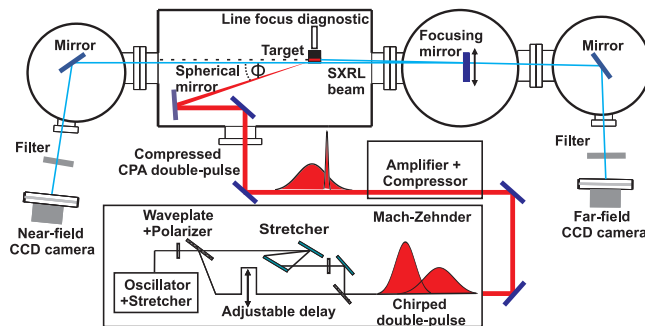 Line focus diagnostic
Mirror
Target
Focusing
mirror
Mirror
Spherical
mirror
Φ
SXRL
beam
Filter
Compressed
CPA double-pulse
Amplifier +
Compressor
Filter
Near-field
CCD camera
Far-field
CCD camera
Waveplate
+Polarizer
Stretcher
Mach-Zehnder
Oscillator
+Stretcher
Adjustable delay
Chirped
double-pulse